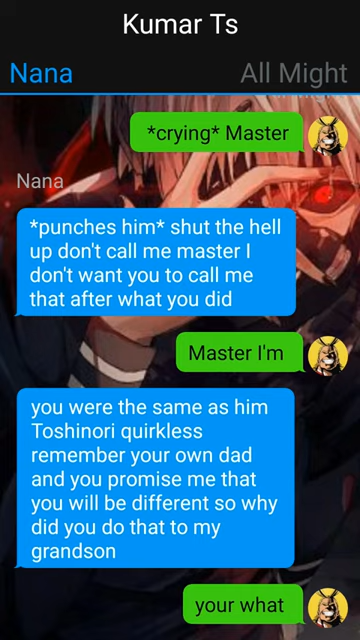 Kumar Ts
Nana
All Might
*crying* Master
Nana
*punches him* shut the hell
up don't call me master I
don't want you to call me
that after what you did
Master I'm
you were the same as him
Toshinori quirkless
remember your own dad
and you promise me that
you will be different so why
did you do that to my
grandson
your what